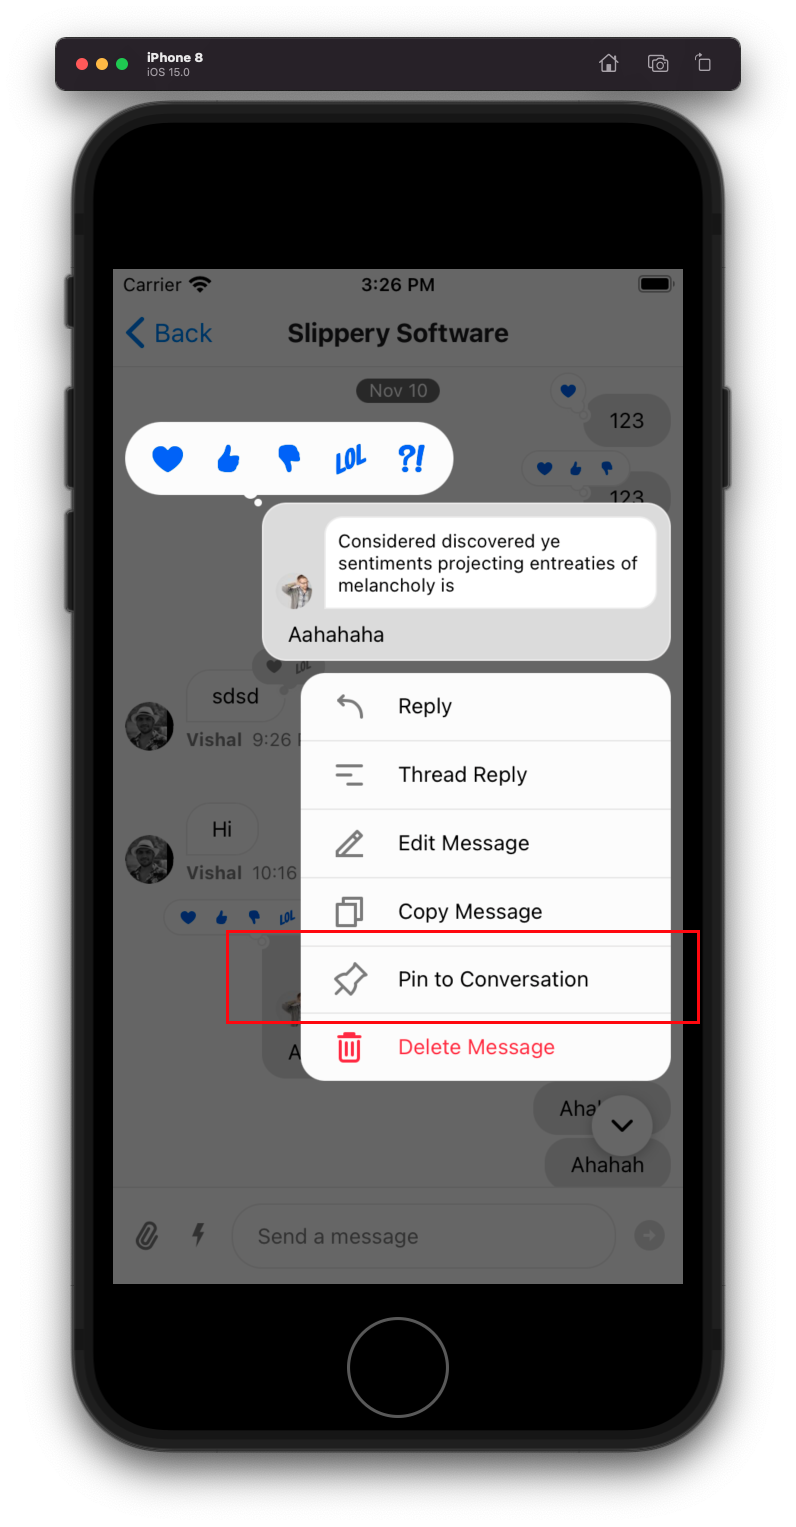 iPhone 8
iOS 15.0
Carrier
3:26 PM
Back
Slippery Software
Nov 10
123
LOL ?!
123
Considered discovered ye
sentiments projecting entreaties of
melancholy is
Aahahaha
LOL
sdsd
Vishal 9:26
Reply
Thread Reply
Hi
Edit Message
Vishal 10:16
Copy Message
LOL
Pin to Conversation
A
Delete Message
Aha
Ahahah
Send a message